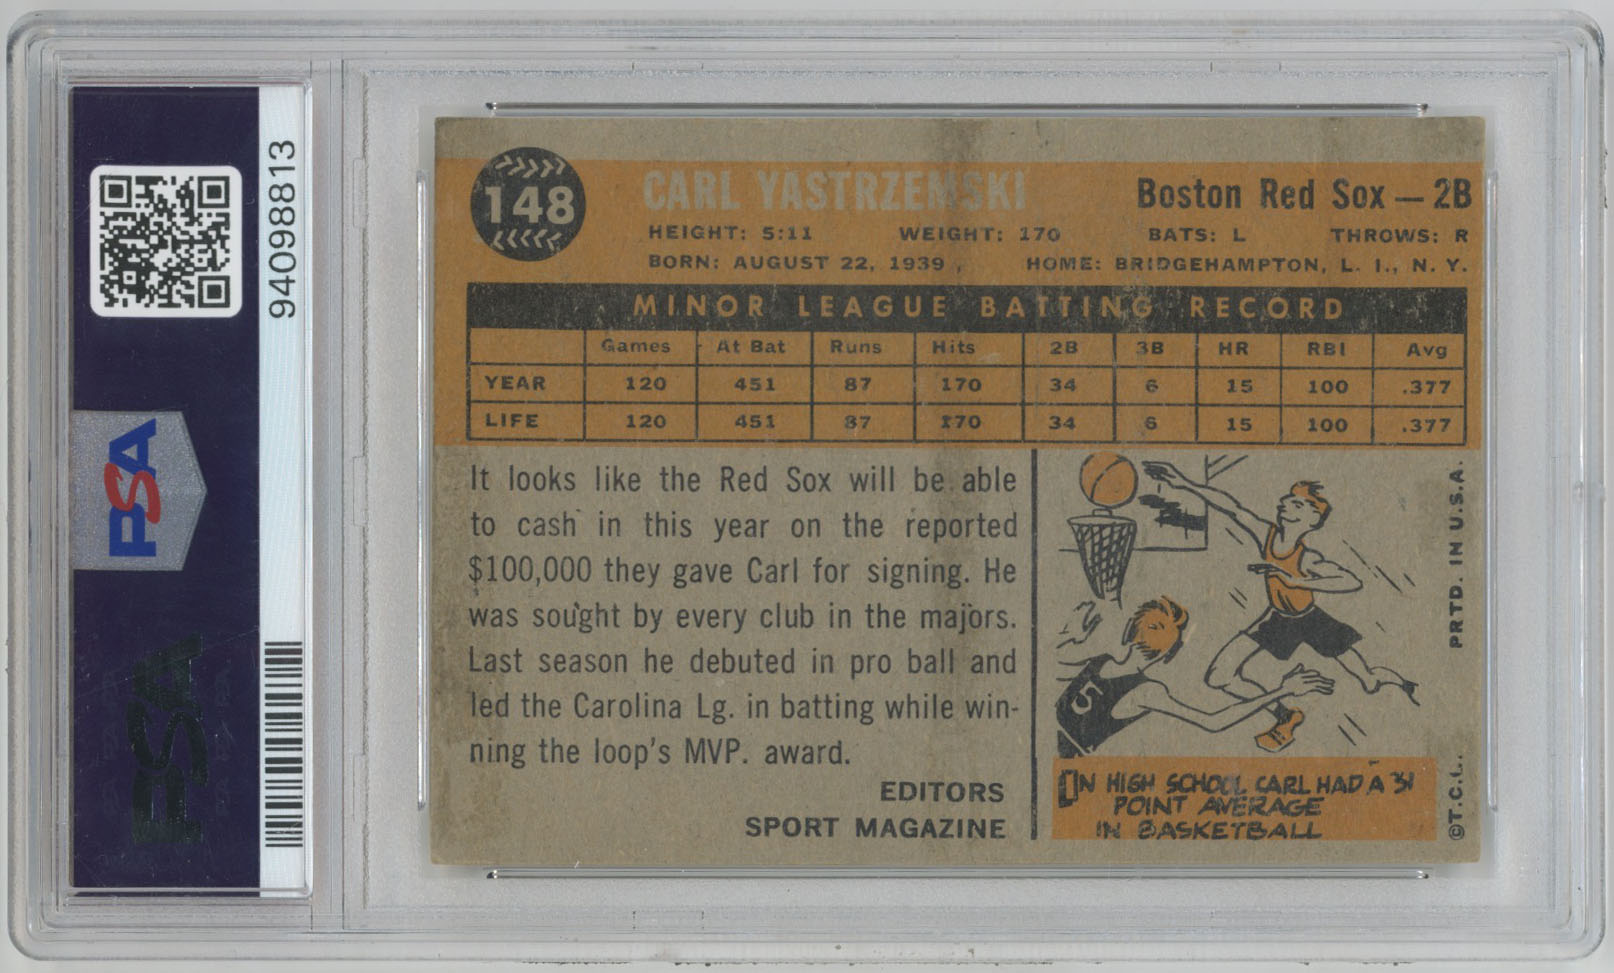 94098813
PSA
PSA
148
CARL YASTRZEMSKI
Boston Red Sox — 2B
HEIGHT: 5:11 WEIGHT: 170 BATS: L THROWS: R
BORN: AUGUST 22, 1939, HOME: BRIDGEHAMPTON, L. I., N. Y.
MINOR LEAGUE BATTING RECORD
Games At Bat Runs Hits 2B 3B HR RBI Avg
YEAR 120 451 87 170 34 6 15 100 .377
LIFE 120 451 87 170 34 6 15 100 .377
It looks like the Red Sox will be able
to cash in this year on the reported
$100,000 they gave Carl for signing. He
was sought by every club in the majors.
Last season he debuted in pro ball and
led the Carolina Lg. in batting while win-
ning the loop's MVP. award.
EDITORS
SPORT MAGAZINE
5
IN HIGH SCHOOL CARL HAD A 31
POINT AVERAGE
IN BASKETBALL
©T.C.G. PRTD. IN U.S.A.